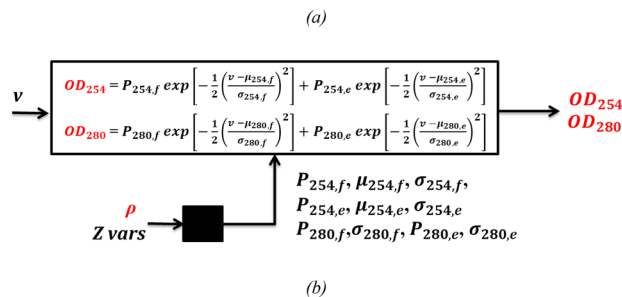 (a)
v
OD₂₅₄ = P₂₅₄,f exp[−½((v−μ₂₅₄,f)/σ₂₅₄,f)²] + P₂₅₄,e exp[−½((v−μ₂₅₄,e)/σ₂₅₄,e)²]
OD₂₈₀ = P₂₈₀,f exp[−½((v−μ₂₈₀,f)/σ₂₈₀,f)²] + P₂₈₀,e exp[−½((v−μ₂₈₀,e)/σ₂₈₀,e)²]
OD₂₅₄
OD₂₈₀
P₂₅₄,f, μ₂₅₄,f, σ₂₅₄,f,
P₂₅₄,e, μ₂₅₄,e, σ₂₅₄,e
P₂₈₀,f,σ₂₈₀,f, P₂₈₀,e, σ₂₈₀,e
ρ
Z vars
(b)